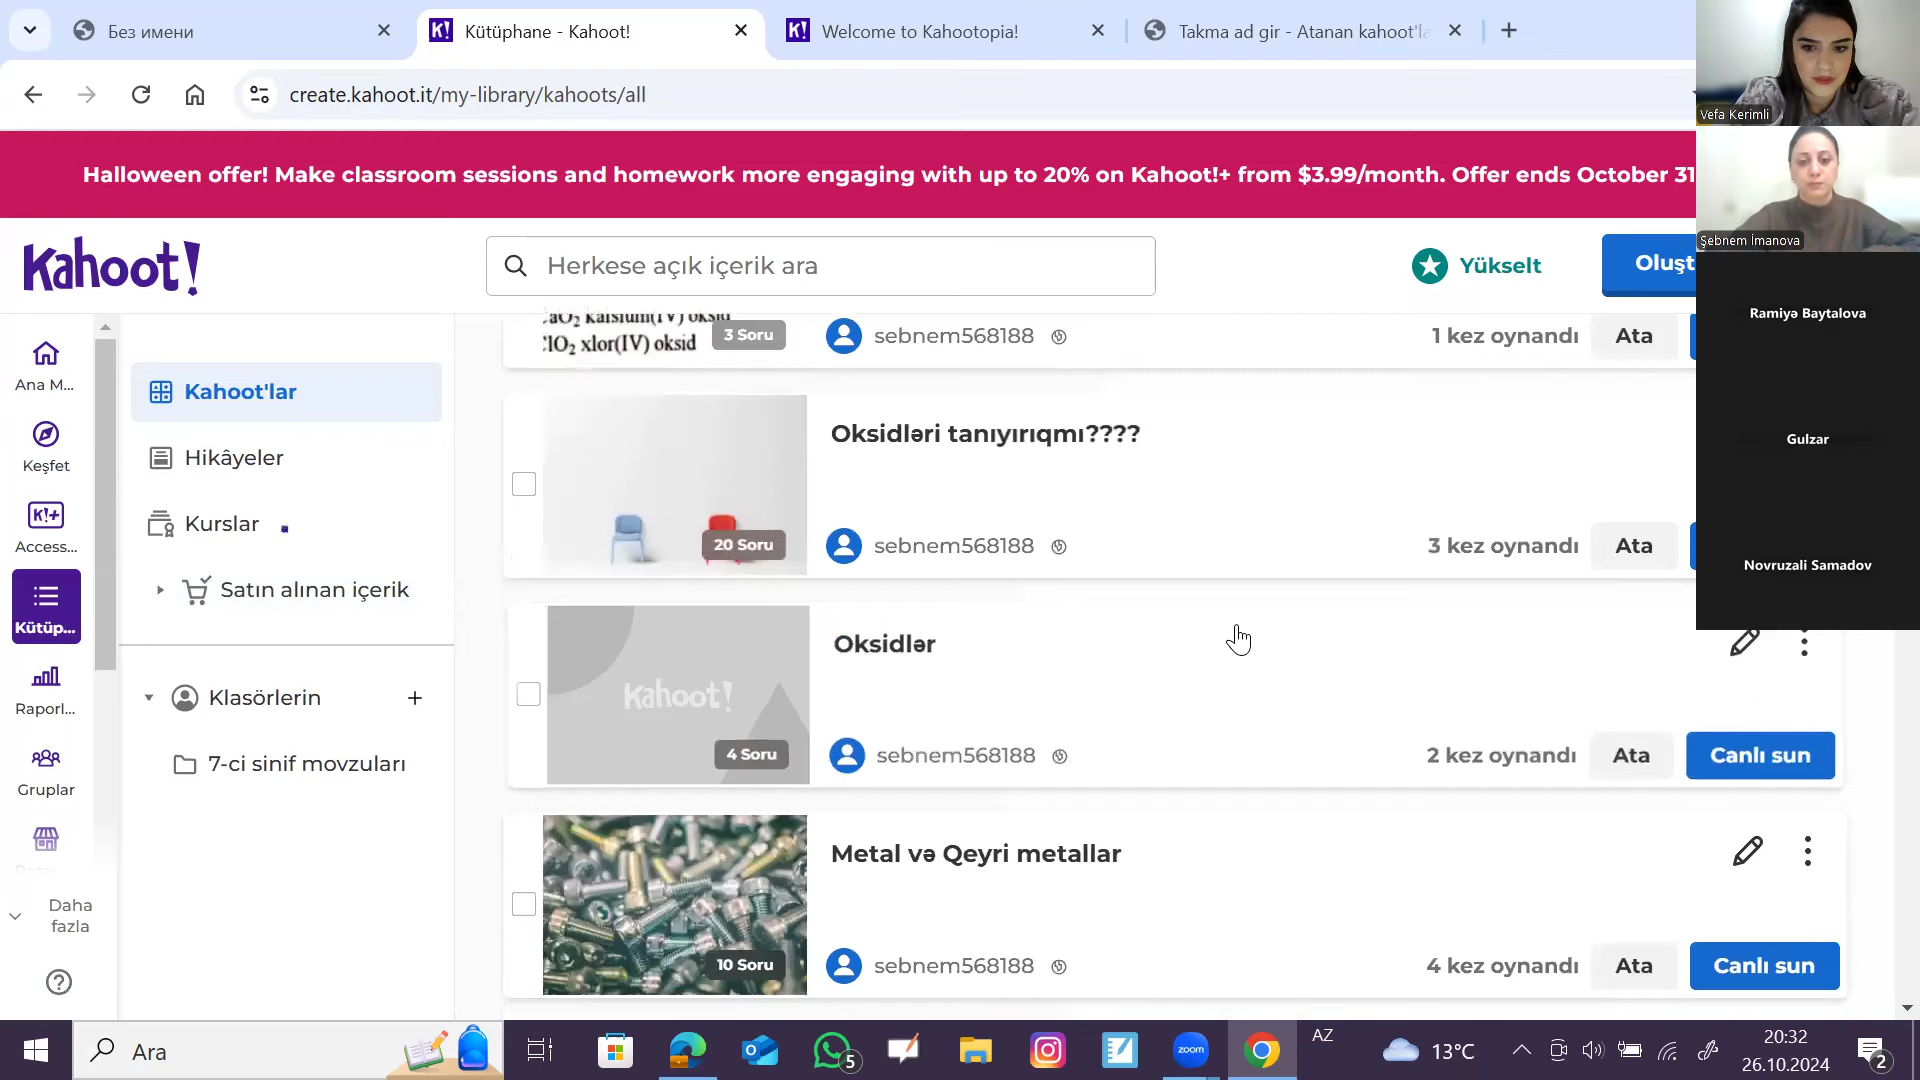 Без имени
Kütüphane - Kahoot!
Welcome to Kahootopia!
Takma ad gir - Atanan kahoot'la
create.kahoot.it/my-library/kahoots/all
Halloween offer! Make classroom sessions and homework more engaging with up to 20% on Kahoot!+ from $3.99/month. Offer ends October 31
Kahoot!
Herkese açık içerik ara
Yükselt
Oluşt
Ana M...
Keşfet
K!+
Access...
Kütüp...
Raporl...
Gruplar
Daha fazla
Kahoot'lar
Hikâyeler
Kurslar
Satın alınan içerik
Klasörlerin
7-ci sinif movzuları
xlor(IV) oksid
3 Soru
sebnem568188
1 kez oynandı
Ata
Oksidləri tanıyırıqmı????
20 Soru
sebnem568188
3 kez oynandı
Ata
Oksidlər
Kahoot!
4 Soru
sebnem568188
2 kez oynandı
Ata
Canlı sun
Metal və Qeyri metallar
10 Soru
sebnem568188
4 kez oynandı
Ata
Canlı sun
Vefa Kerimli
Şebnem İmanova
Ramiyə Baytalova
Gulzar
Novruzali Samadov
Ara
5
zoom
AZ
13°C
20:32
26.10.2024
2